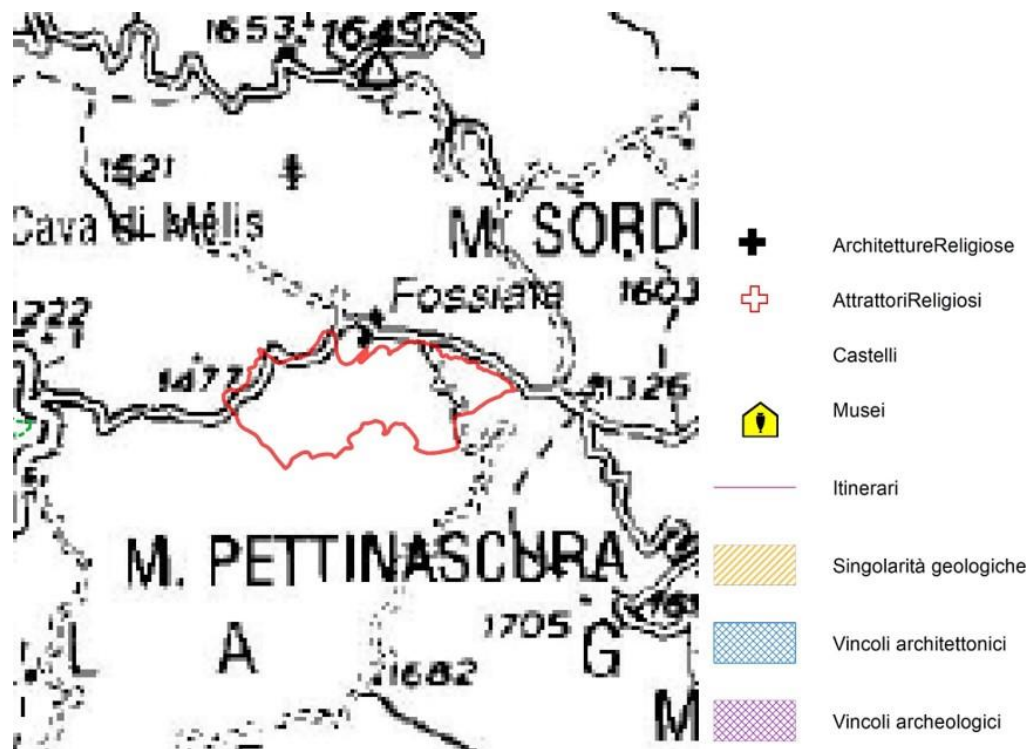 1653
1649
1521
Cava di Mélis
M. SORDI
Fossiata
1603
1222
1477
1326
M. PETTINASCURA
1705
L A G
1682
M
ArchitettureReligiose
AttrattoriReligiosi
Castelli
Musei
Itinerari
Singolarità geologiche
Vincoli architettonici
Vincoli archeologici